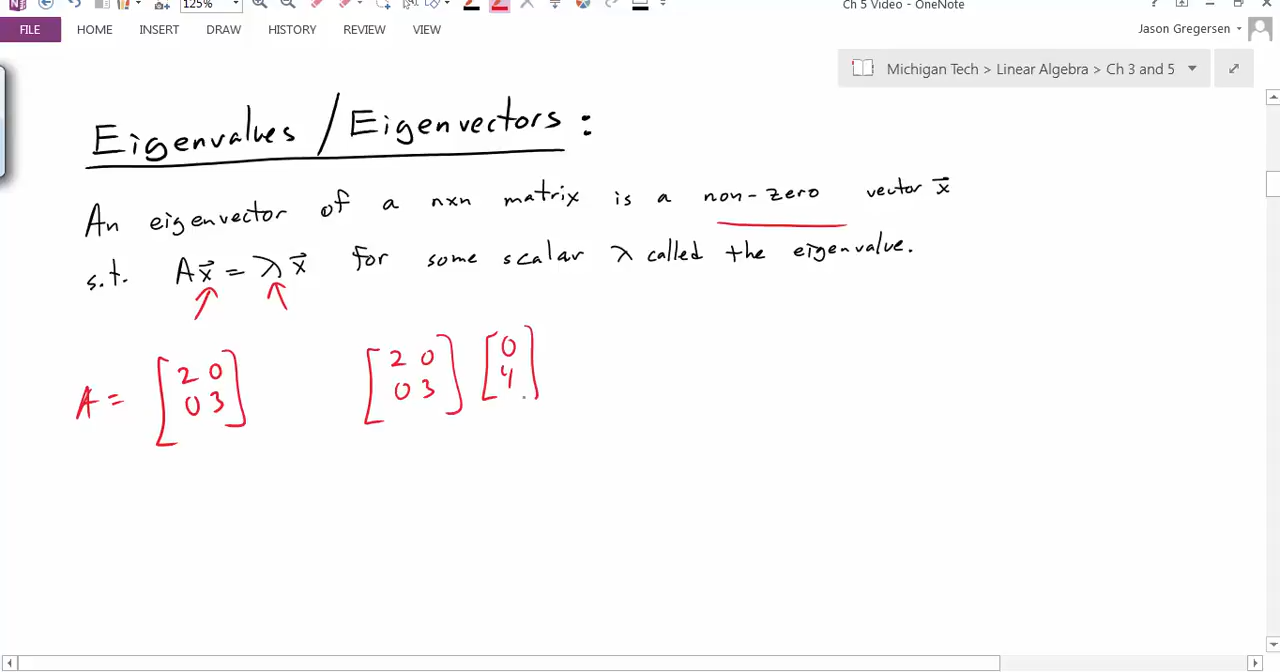 125%
Ch 5 Video - OneNote
?
FILE HOME INSERT DRAW HISTORY REVIEW VIEW
Jason Gregersen
Michigan Tech > Linear Algebra > Ch 3 and 5
Eigenvalues / Eigenvectors :
An eigenvector of a nxn matrix is a non-zero vector x⃗
s.t. Ax⃗ = λx⃗ for some scalar λ called the eigenvalue.
A = [2 0; 0 3] [2 0; 0 3] [0; 4]